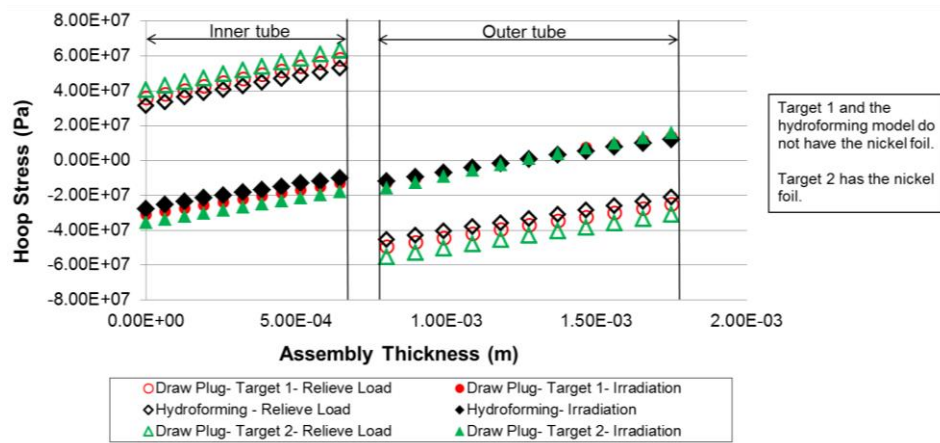 8.00E+07
6.00E+07
4.00E+07
2.00E+07
0.00E+00
-2.00E+07
-4.00E+07
-6.00E+07
-8.00E+07
Hoop Stress (Pa)
Inner tube
Outer tube
0.00E+00
5.00E-04
1.00E-03
1.50E-03
2.00E-03
Assembly Thickness (m)
Target 1 and the
hydroforming model do
not have the nickel foil.
Target 2 has the nickel
foil.
Draw Plug- Target 1- Relieve Load
Draw Plug- Target 1- Irradiation
Hydroforming - Relieve Load
Hydroforming- Irradiation
Draw Plug- Target 2- Relieve Load
Draw Plug- Target 2- Irradiation